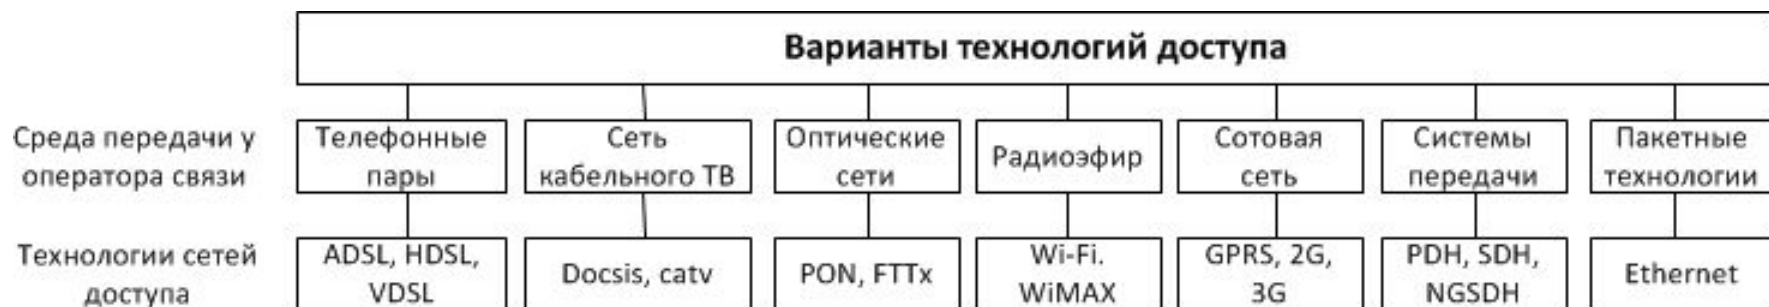 Варианты технологий доступа
Среда передачи у
оператора связи
Телефонные
пары
Сеть
кабельного ТВ
Оптические
сети
Радиоэфир
Сотовая
сеть
Системы
передачи
Пакетные
технологии
Технологии сетей
доступа
ADSL, HDSL,
VDSL
Docsis, catv
PON, FTTx
Wi-Fi.
WiMAX
GPRS, 2G,
3G
PDH, SDH,
NGSDH
Ethernet